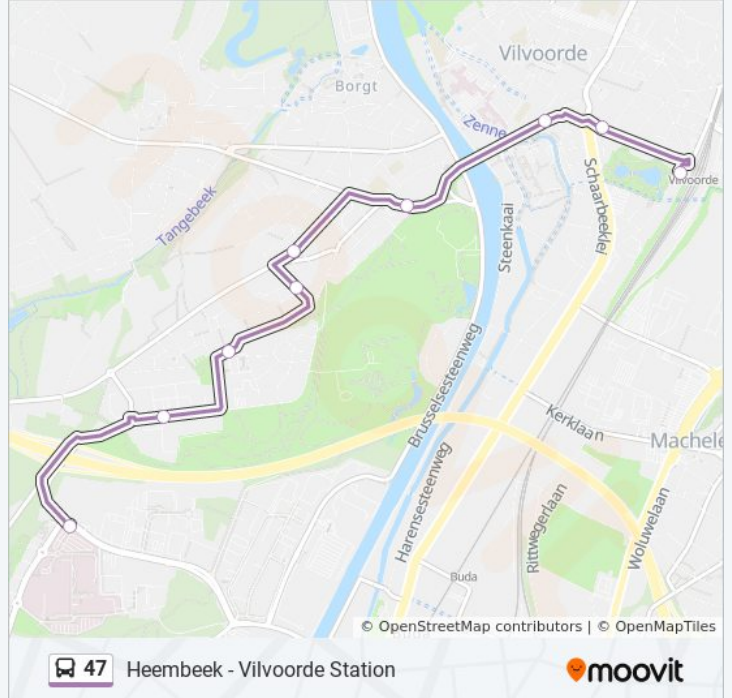 Vilvoorde
Borgt
Zenne
Vilvoorde
Tangebeek
Schaarbeeklei
Steenkaai
Brusselsesteenweg
Kerklaan
Machele
Harensesteenweg
Rittwegerlaan
Woluwelaan
Buda
© OpenStreetMap contributors | © OpenMapTiles
47 Heembeek - Vilvoorde Station
moovit